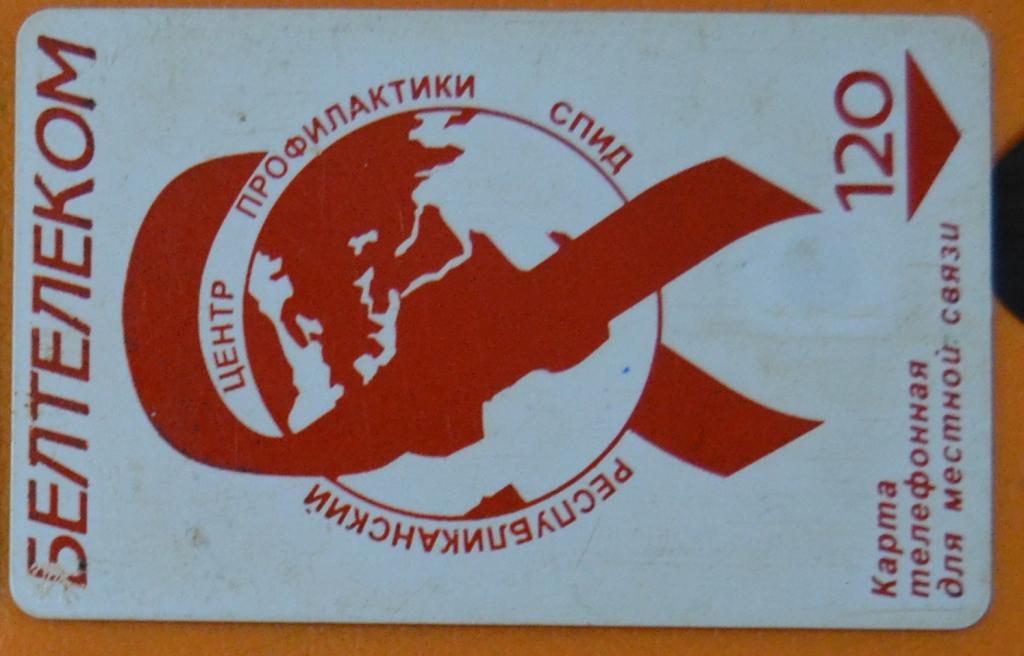 БЕЛТЕЛЕКОМ
РЕСПУБЛИКАНСКИЙ ЦЕНТР ПРОФИЛАКТИКИ СПИД
120
Карта
телефонная
для местной связи